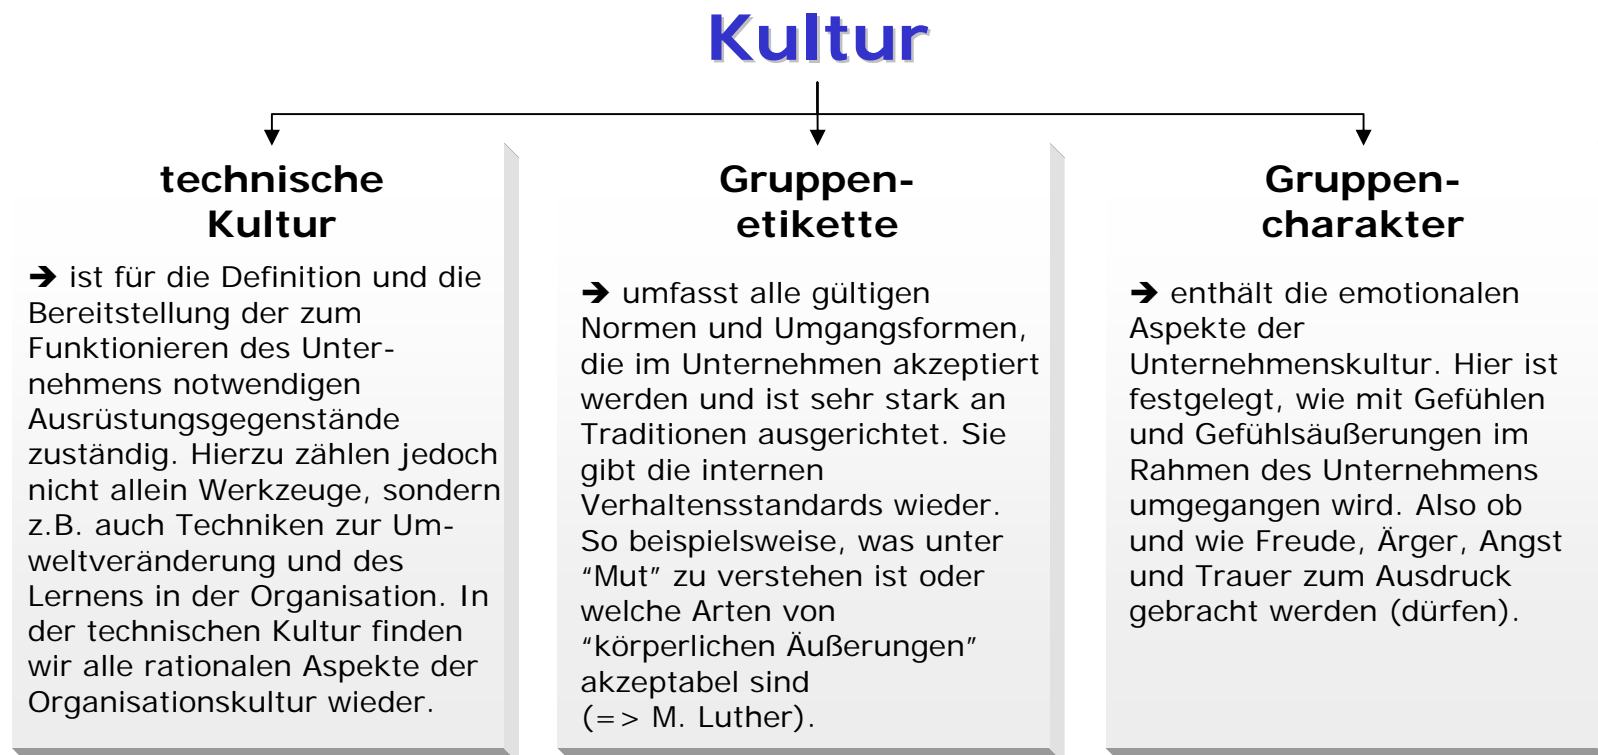 Kultur
technische
Kultur
➔ ist für die Definition und die
Bereitstellung der zum
Funktionieren des Unter-
nehmens notwendigen
Ausrüstungsgegenstände
zuständig. Hierzu zählen jedoch
nicht allein Werkzeuge, sondern
z.B. auch Techniken zur Um-
weltveränderung und des
Lernens in der Organisation. In
der technischen Kultur finden
wir alle rationalen Aspekte der
Organisationskultur wieder.
Gruppen-
etikette
➔ umfasst alle gültigen
Normen und Umgangsformen,
die im Unternehmen akzeptiert
werden und ist sehr stark an
Traditionen ausgerichtet. Sie
gibt die internen
Verhaltensstandards wieder.
So beispielsweise, was unter
“Mut” zu verstehen ist oder
welche Arten von
“körperlichen Äußerungen”
akzeptabel sind
(=> M. Luther).
Gruppen-
charakter
➔ enthält die emotionalen
Aspekte der
Unternehmenskultur. Hier ist
festgelegt, wie mit Gefühlen
und Gefühlsäußerungen im
Rahmen des Unternehmens
umgegangen wird. Also ob
und wie Freude, Ärger, Angst
und Trauer zum Ausdruck
gebracht werden (dürfen).